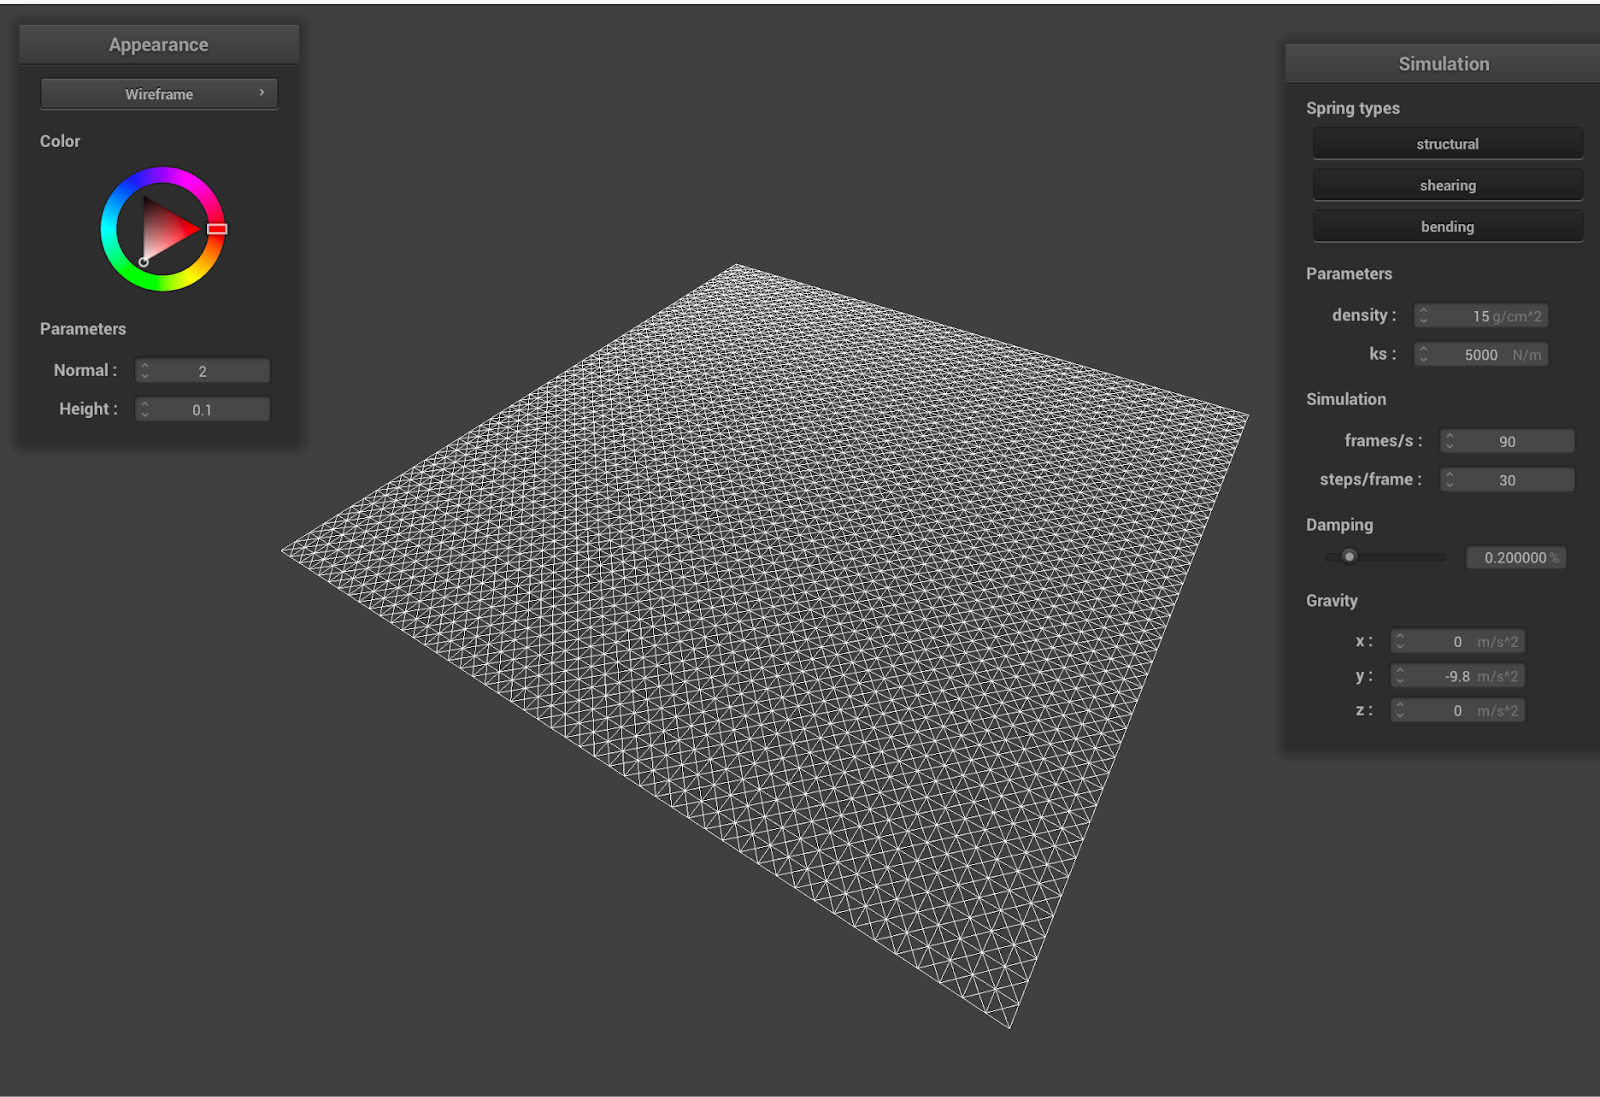 Appearance
Wireframe
Color
Parameters
Normal : 2
Height : 0.1
Simulation
Spring types
structural
shearing
bending
Parameters
density : 15 g/cm^2
ks : 5000 N/m
Simulation
frames/s : 90
steps/frame : 30
Damping
0.200000 %
Gravity
x : 0 m/s^2
y : -9.8 m/s^2
z : 0 m/s^2